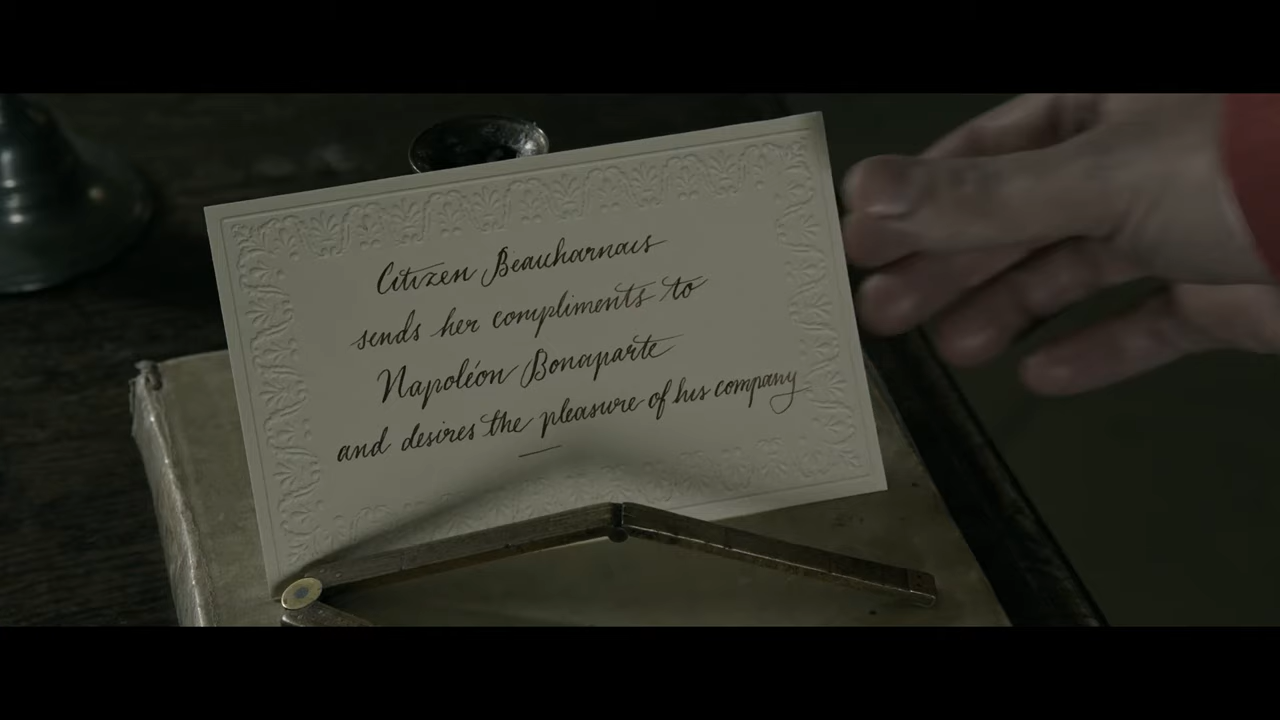 Citizen Beauharnais
sends her compliments to
Napoléon Bonaparte
and desires the pleasure of his company